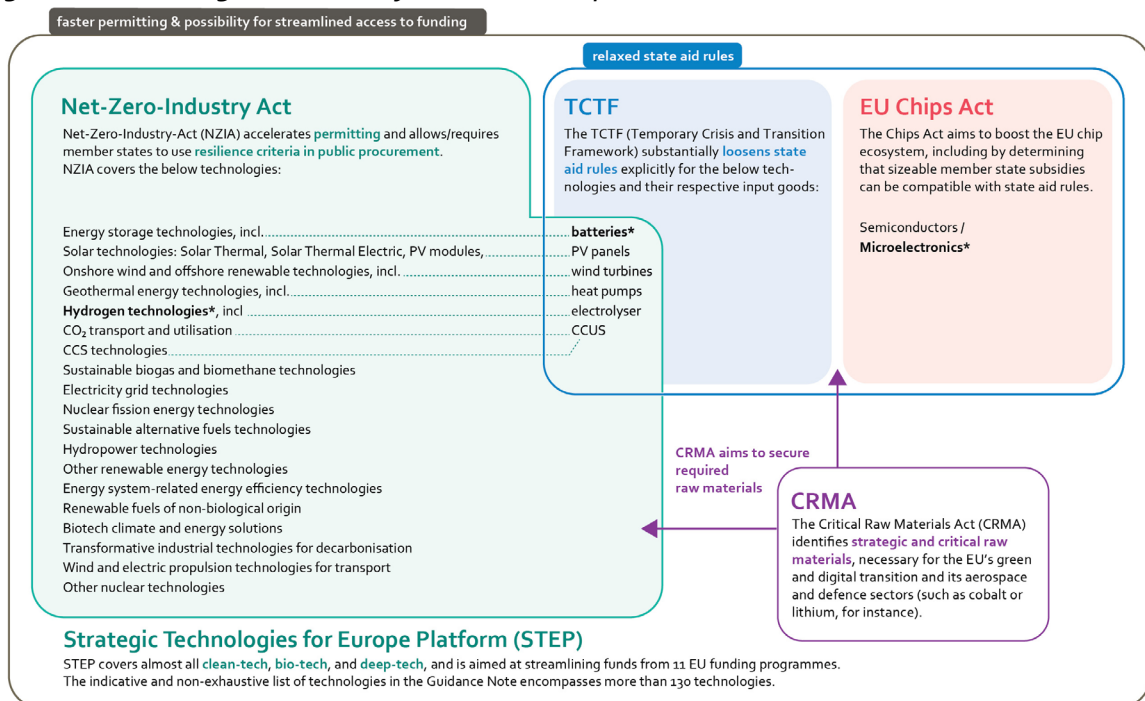 faster permitting & possibility for streamlined access to funding
relaxed state aid rules
Net-Zero-Industry Act
Net-Zero-Industry-Act (NZIA) accelerates permitting and allows/requires
member states to use resilience criteria in public procurement.
NZIA covers the below technologies:
TCTF
The TCTF (Temporary Crisis and Transition
Framework) substantially loosens state
aid rules explicitly for the below tech-
nologies and their respective input goods:
EU Chips Act
The Chips Act aims to boost the EU chip
ecosystem, including by determining
that sizeable member state subsidies
can be compatible with state aid rules.
Semiconductors /
Microelectronics*
Energy storage technologies, incl. batteries*
Solar technologies: Solar Thermal, Solar Thermal Electric, PV modules, PV panels
Onshore wind and offshore renewable technologies, incl. wind turbines
Geothermal energy technologies, incl. heat pumps
Hydrogen technologies*, incl electrolyser
CO₂ transport and utilisation CCUS
CCS technologies
Sustainable biogas and biomethane technologies
Electricity grid technologies
Nuclear fission energy technologies
Sustainable alternative fuels technologies
Hydropower technologies
Other renewable energy technologies
Energy system-related energy efficiency technologies
Renewable fuels of non-biological origin
Biotech climate and energy solutions
Transformative industrial technologies for decarbonisation
Wind and electric propulsion technologies for transport
Other nuclear technologies
CRMA aims to secure
required
raw materials
CRMA
The Critical Raw Materials Act (CRMA)
identifies strategic and critical raw
materials, necessary for the EU's green
and digital transition and its aerospace
and defence sectors (such as cobalt or
lithium, for instance).
Strategic Technologies for Europe Platform (STEP)
STEP covers almost all clean-tech, bio-tech, and deep-tech, and is aimed at streamlining funds from 11 EU funding programmes.
The indicative and non-exhaustive list of technologies in the Guidance Note encompasses more than 130 technologies.